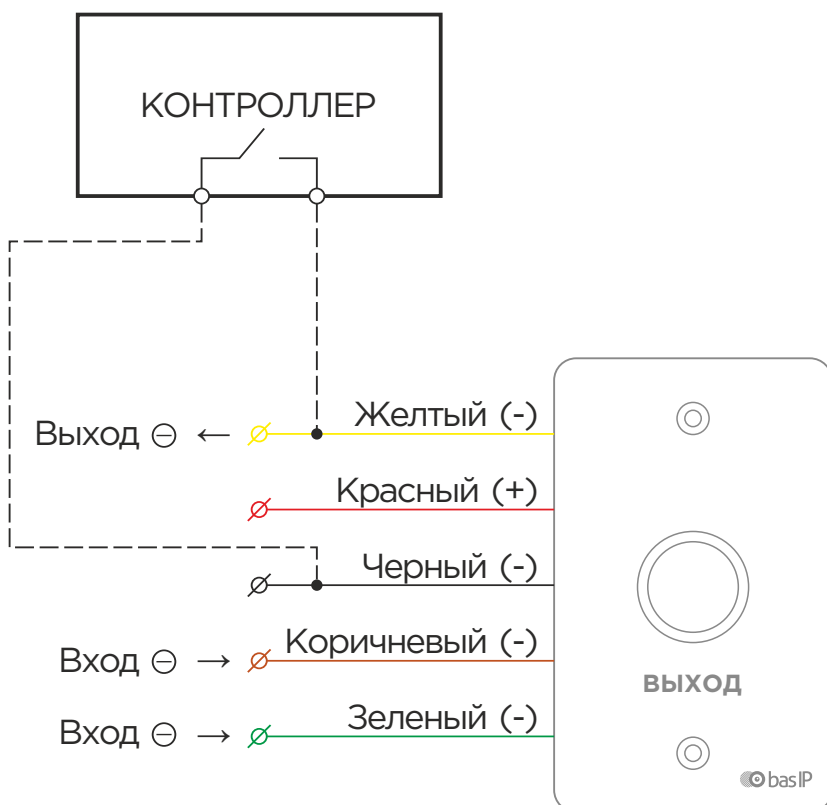 КОНТРОЛЛЕР
Желтый (-)
Выход ⊖ ←
Красный (+)
Черный (-)
Коричневый (-)
Вход ⊖ →
Зеленый (-)
Вход ⊖ →
ВЫХОД
basIP